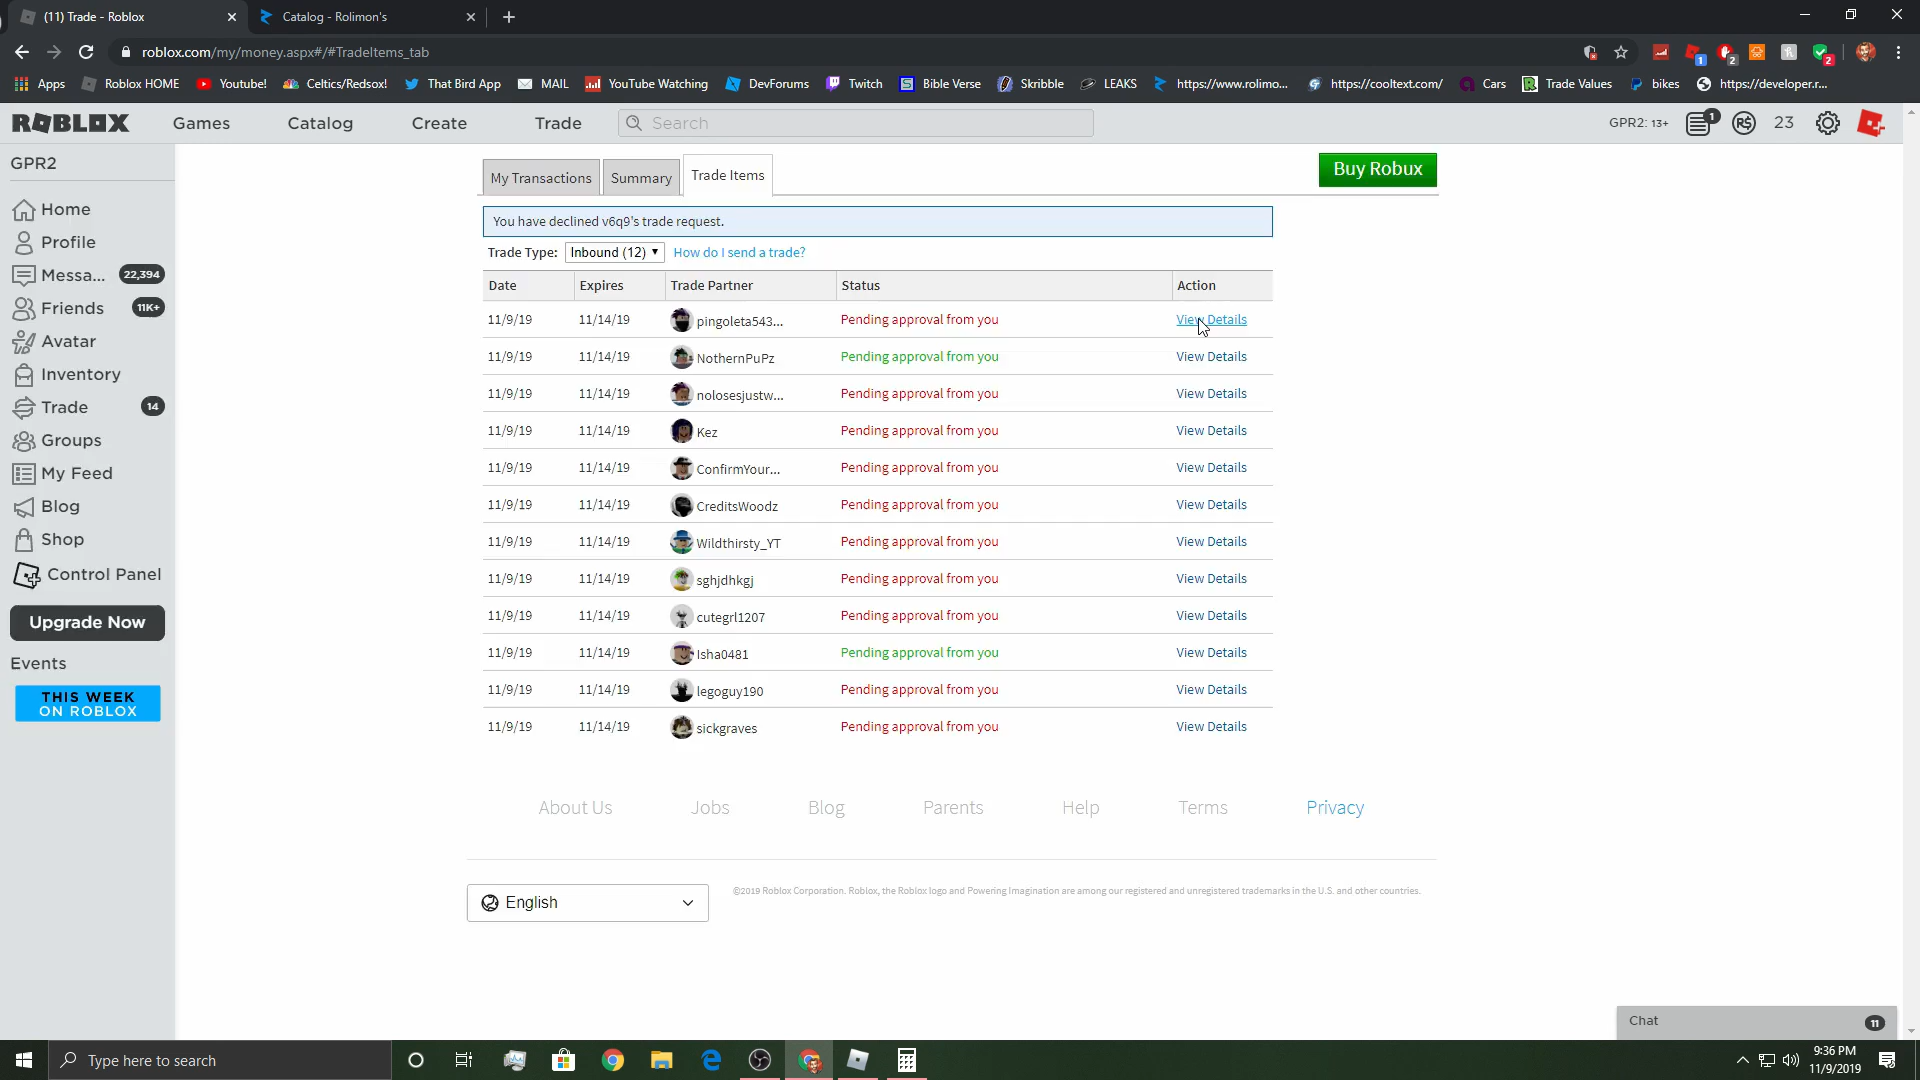 (11) Trade - Roblox
Catalog - Rolimon's
roblox.com/my/money.aspx#/#TradeItems_tab
1
2
2
Apps
Roblox HOME
Youtube!
Celtics/Redsox!
That Bird App
MAIL
YouTube Watching
DevForums
Twitch
Bible Verse
Skribble
LEAKS
https://www.rolimo...
https://cooltext.com/
Cars
Trade Values
bikes
https://developer.r...
ROBLOX
Games
Catalog
Create
Trade
Search
GPR2: 13+
1
23
GPR2
Home
Profile
Messa... 22,394
Friends 11K+
Avatar
Inventory
Trade 14
Groups
My Feed
Blog
Shop
Control Panel
Upgrade Now
Events
THIS WEEK
ON ROBLOX
My Transactions
Summary
Trade Items
Buy Robux
You have declined v6q9's trade request.
Trade Type: Inbound (12) How do I send a trade?
Date Expires Trade Partner Status Action
11/9/19 11/14/19 pingoleta543... Pending approval from you View Details
11/9/19 11/14/19 NothernPuPz Pending approval from you View Details
11/9/19 11/14/19 nolosesjustw... Pending approval from you View Details
11/9/19 11/14/19 Kez Pending approval from you View Details
11/9/19 11/14/19 ConfirmYour... Pending approval from you View Details
11/9/19 11/14/19 CreditsWoodz Pending approval from you View Details
11/9/19 11/14/19 Wildthirsty_YT Pending approval from you View Details
11/9/19 11/14/19 sghjdhkgj Pending approval from you View Details
11/9/19 11/14/19 cutegrl1207 Pending approval from you View Details
11/9/19 11/14/19 Isha0481 Pending approval from you View Details
11/9/19 11/14/19 legoguy190 Pending approval from you View Details
11/9/19 11/14/19 sickgraves Pending approval from you View Details
About Us
Jobs
Blog
Parents
Help
Terms
Privacy
English
©2019 Roblox Corporation. Roblox, the Roblox logo and Powering Imagination are among our registered and unregistered trademarks in the U.S. and other countries.
Chat 11
Type here to search
9:36 PM
11/9/2019